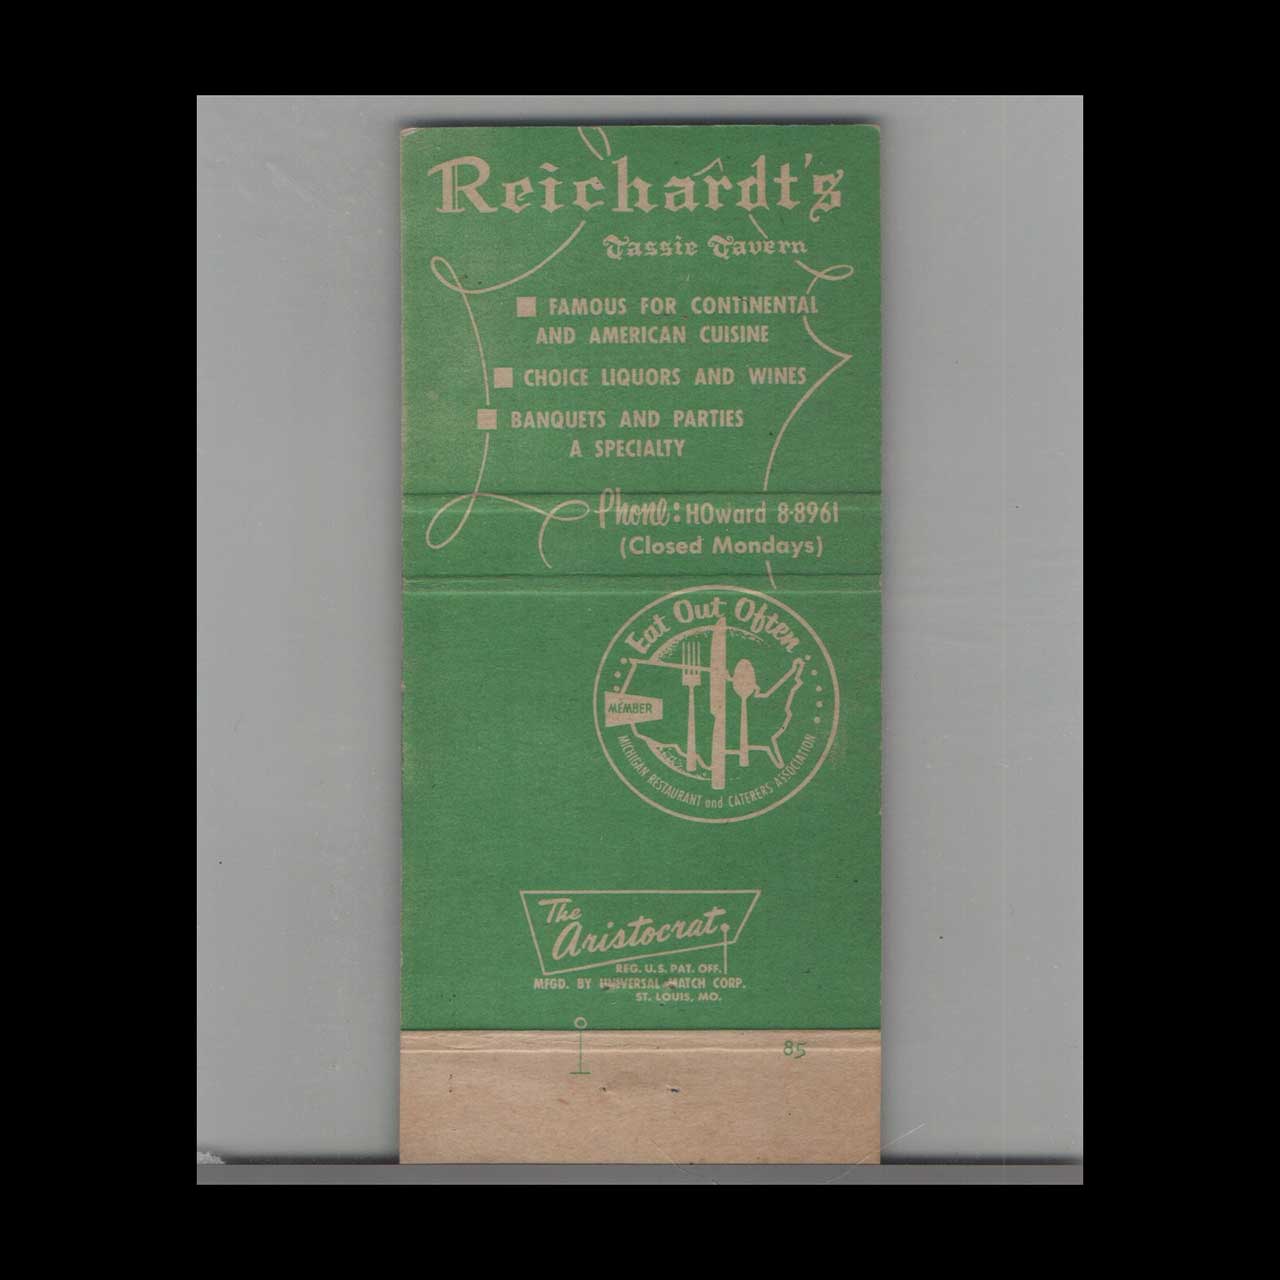 Reichardt's
Tassie Tavern
FAMOUS FOR CONTINENTAL
AND AMERICAN CUISINE
CHOICE LIQUORS AND WINES
BANQUETS AND PARTIES
A SPECIALTY
Phone: HOward 8-8961
(Closed Mondays)
Eat Out Often
MEMBER
MICHIGAN RESTAURANT and CATERERS ASSOCIATION
The
Aristocrat
REG. U.S. PAT. OFF.
MFGD. BY UNIVERSAL MATCH CORP.
ST. LOUIS, MO.
85